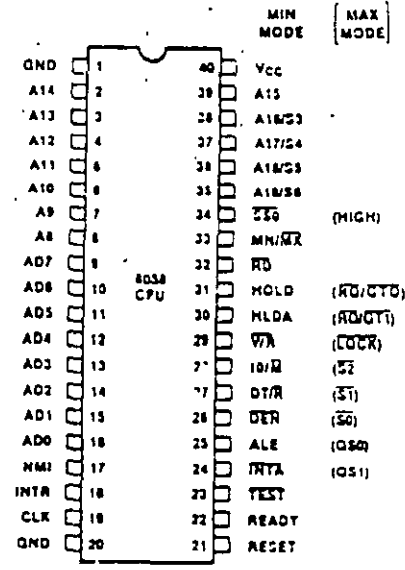 MIN MODE [MAX MODE]
GND 1 40 Vcc
A14 2 39 A15
A13 3 38 A16/S3
A12 4 37 A17/S4
A11 5 36 A18/S5
A10 6 35 A19/S6
A9 7 34 SS0 (HIGH)
A8 8 33 MN/MX
AD7 9 32 RD
AD6 10 8088 CPU 31 HOLD (RQ/GT0)
AD5 11 30 HLDA (RQ/GT1)
AD4 12 29 WR (LOCK)
AD3 13 28 IO/M (S2
AD2 14 27 DT/R (S1)
AD1 15 26 DEN (S0)
AD0 16 25 ALE (QS0)
NMI 17 24 INTA (QS1)
INTR 18 23 TEST
CLK 19 22 READY
GND 20 21 RESET